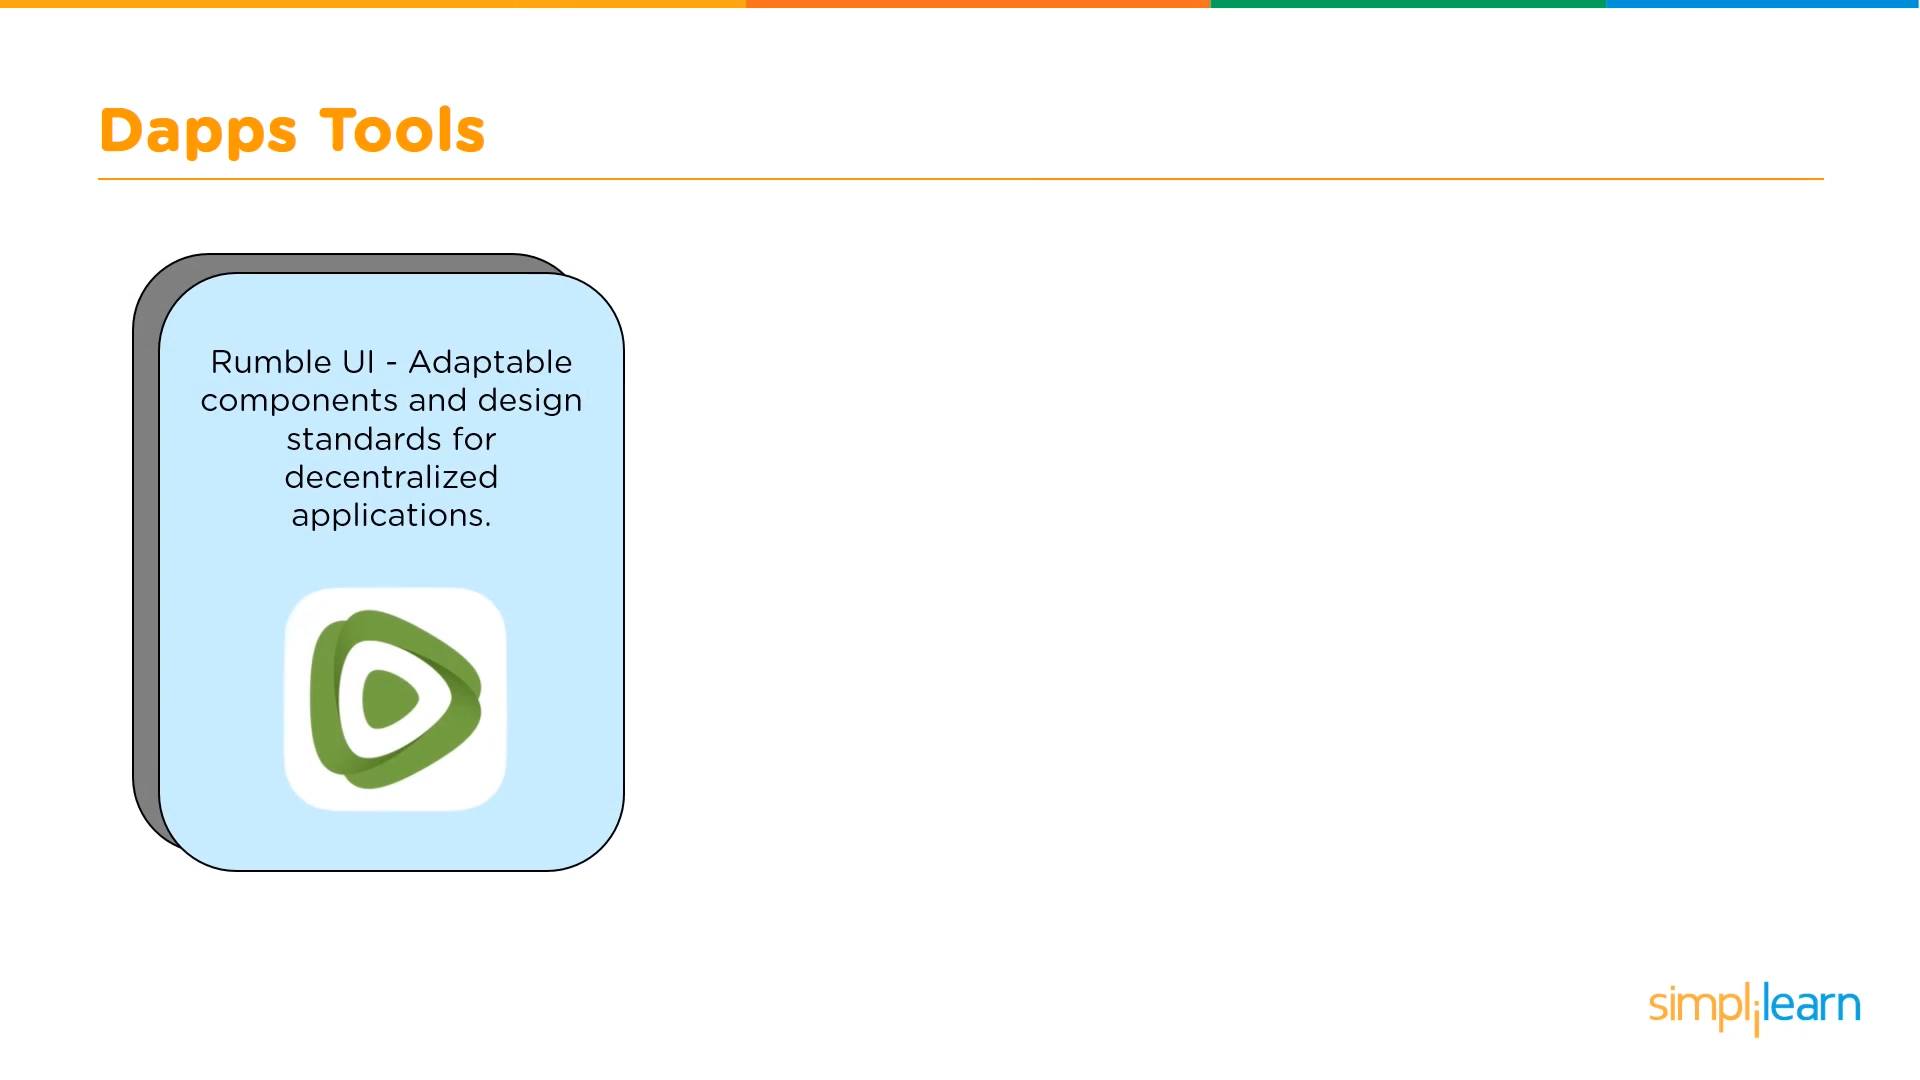 Dapps Tools
Rumble UI - Adaptable
components and design
standards for
decentralized
applications.
simplilearn